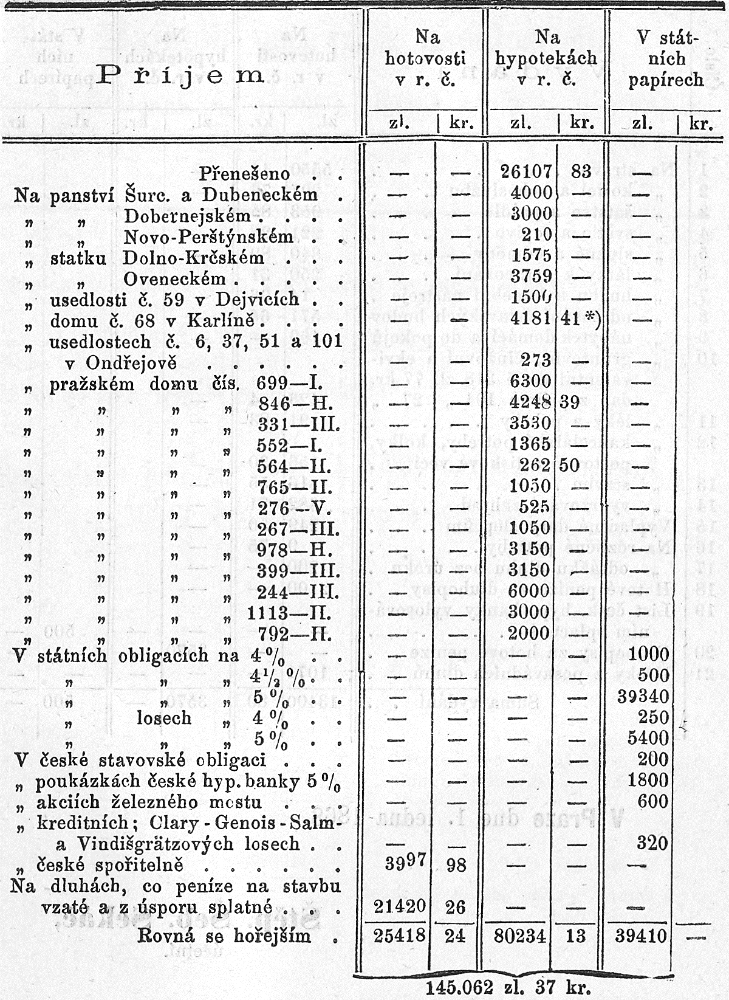 Příjem | Na hotovosti v r. č. | Na hypotekách v r. č. | V státních papírech
zl. | kr. | zl. | kr. | zl. | kr.
Přenešeno . . — — 26107 83 —
Na panství Šurc. a Dubeneckém . — — 4000 — —
„ „ Dobernejském . . . . — — 3000 — —
„ „ Novo-Perštýnském . . — — 210 — —
„ statku Dolno-Krčském . . . — — 1575 — —
„ „ Oveneckém . . . . . — — 3759 — —
„ usedlosti č. 59 v Dejvicích . . — — 1500 — —
„ domu č. 68 v Karlíně . . . . — 4181 41 *) —
„ usedlostech č. 6, 37, 51 a 101
v Ondřejově . . . . . . — — 273 — —
„ pražském domu čís. 699—I. — — 6300 — —
„ „ „ „ 846—II. — — 4248 39 —
„ „ „ „ 331—III. — — 3530 — —
„ „ „ „ 552—I. — — 1365 — —
„ „ „ „ 564—II. — — 262 50 —
„ „ „ „ 765—II. — — 1050 — —
„ „ „ „ 276—V. — — 525 — —
„ „ „ „ 267—III. — — 1050 — —
„ „ „ „ 978—II. — — 3150 — —
„ „ „ „ 399—III. — — 3150 — —
„ „ „ „ 244—III. — — 6000 — —
„ „ „ „ 1113—II. — — 3000 — —
„ „ „ „ 792—II. — — 2000 — —
V státních obligacích na 4% . . — — — — 1000
„ „ „ 4½% . . — — — — 500
„ „ „ 5% . . — — — — 39340
„ losech „ 4% . . — — — — 250
„ „ „ 5% . . — — — — 5400
V české stavovské obligaci . . . — — — — 200
„ poukázkách české hyp. banky 5% — — — — 1800
„ akciích železného mostu . . . — — — — 600
„ kreditních; Clary-Genois-Salm-
a Vindišgrätzových losech . . — — — — 320
„ české spořitelně . . . . . . 3997 98 — — —
Na dluhách, co peníze na stavbu
vzaté a z úsporu splatné . . . 21420 26 — — —
Rovná se hořejším . 25418 24 80234 13 39410 —
145.062 zl. 37 kr.